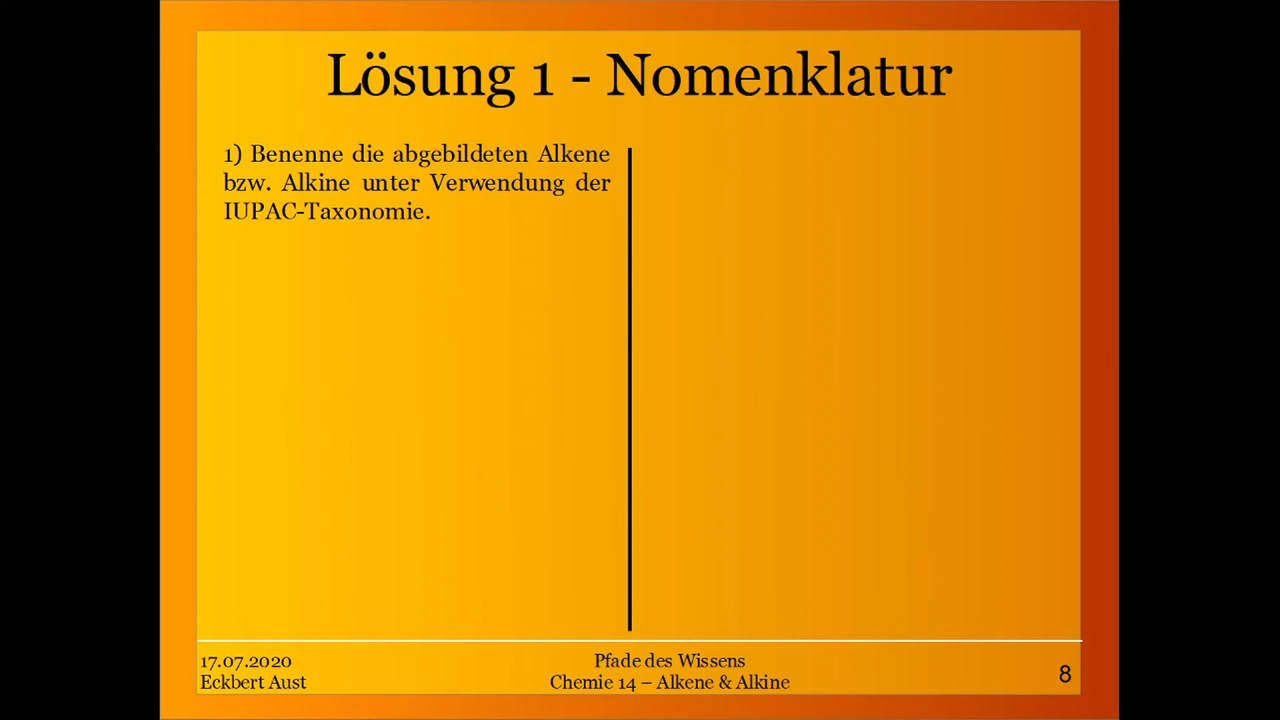 Lösung 1 - Nomenklatur
1) Benenne die abgebildeten Alkene
bzw. Alkine unter Verwendung der
IUPAC-Taxonomie.
17.07.2020
Eckbert Aust
Pfade des Wissens
Chemie 14 – Alkene & Alkine
8